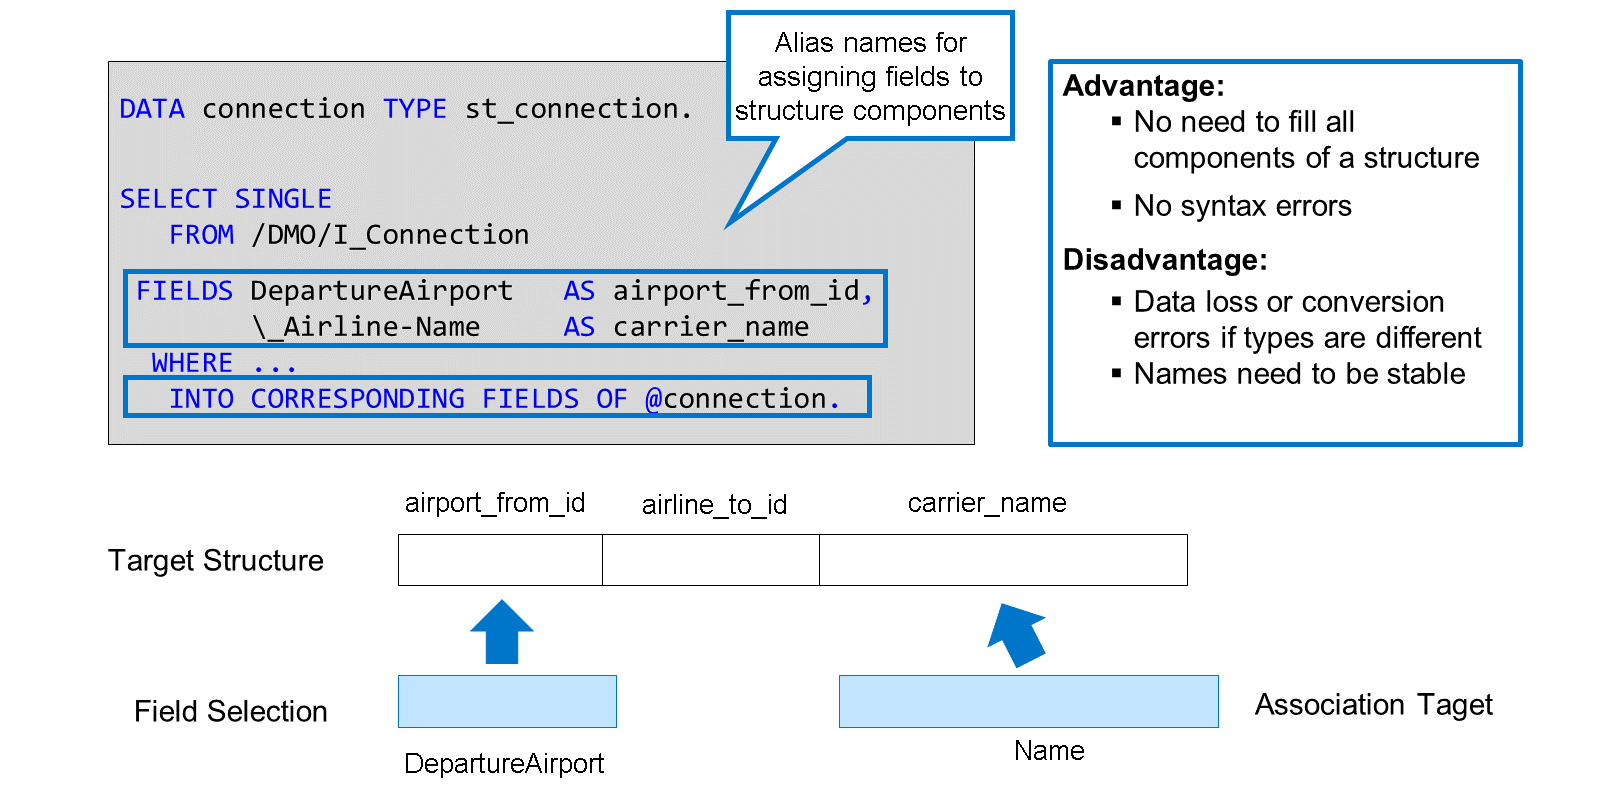 Alias names for
assigning fields to
structure components
DATA connection TYPE st_connection.
SELECT SINGLE
FROM /DMO/I_Connection
FIELDS DepartureAirport AS airport_from_id,
\_Airline-Name AS carrier_name
WHERE ...
INTO CORRESPONDING FIELDS OF @connection.
Advantage:
▪ No need to fill all
components of a structure
▪ No syntax errors
Disadvantage:
▪ Data loss or conversion
errors if types are different
▪ Names need to be stable
airport_from_id airline_to_id carrier_name
Target Structure
Field Selection
Association Taget
DepartureAirport
Name